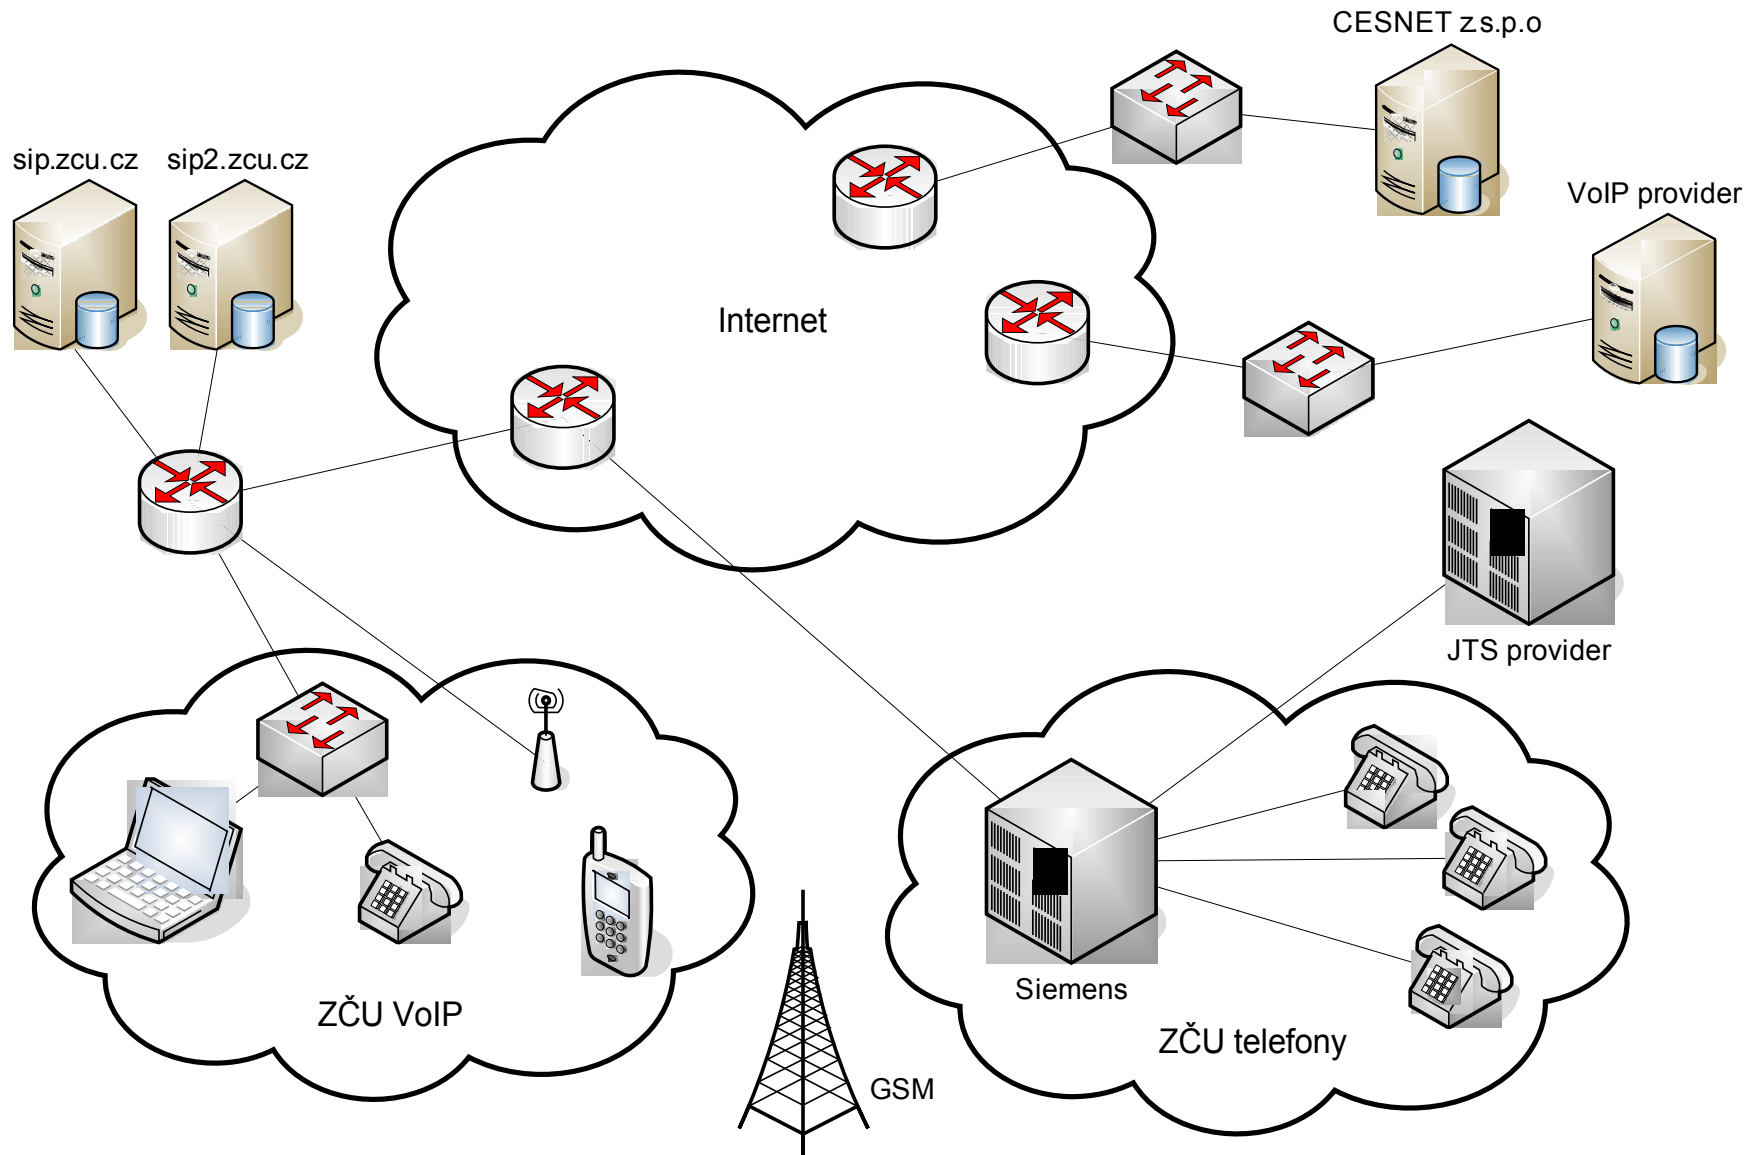 CESNET z.s.p.o
sip.zcu.cz
sip2.zcu.cz
VoIP provider
Internet
JTS provider
Siemens
ZČU VoIP
ZČU telefony
GSM